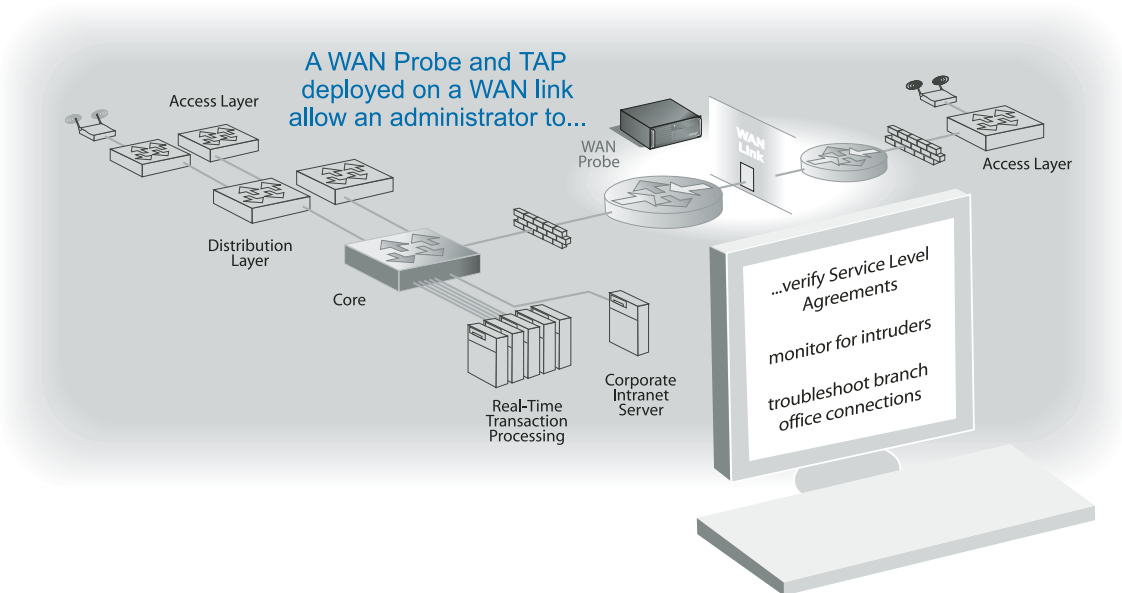 A WAN Probe and TAP
deployed on a WAN link
allow an administrator to...
Access Layer
WAN
Probe
WAN
Link
Access Layer
Distribution
Layer
Core
Real-Time
Transaction
Processing
Corporate
Intranet
Server
...verify Service Level
Agreements
monitor for intruders
troubleshoot branch
office connections